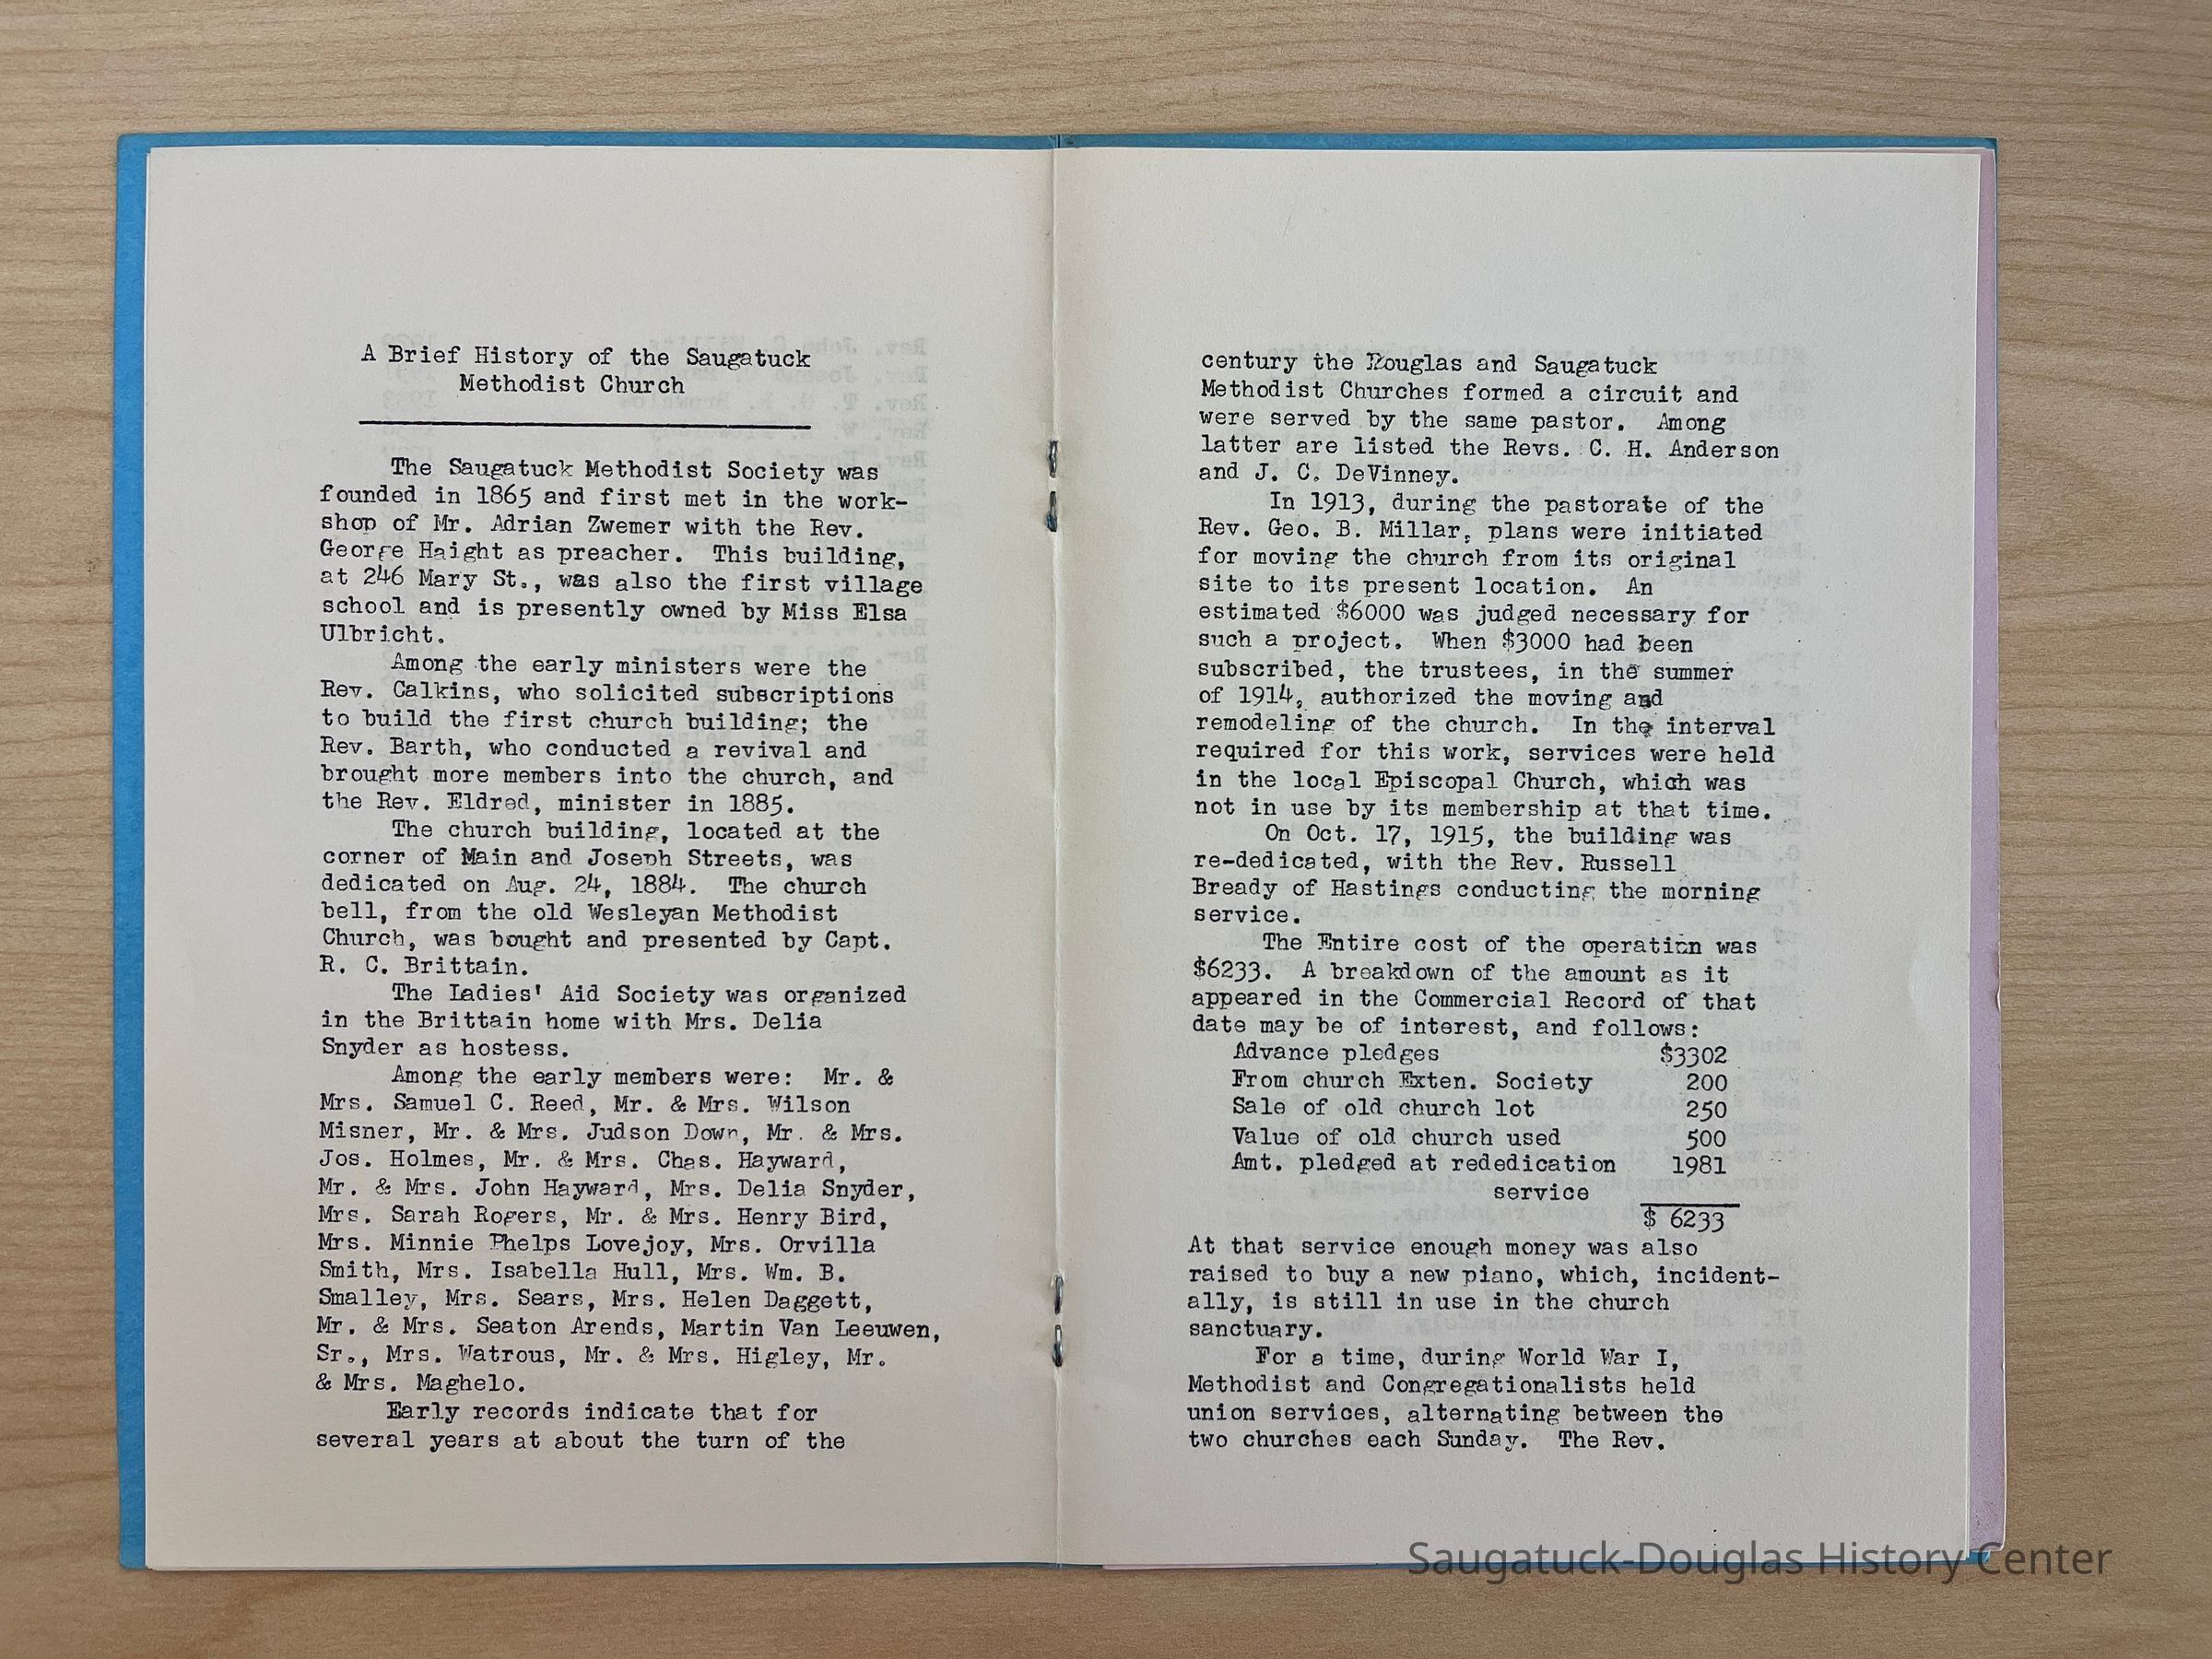 A Brief History of the Saugatuck
Methodist Church
The Saugatuck Methodist Society was
founded in 1865 and first met in the work-
shop of Mr. Adrian Zwemer with the Rev.
George Haight as preacher. This building,
at 246 Mary St., was also the first village
school and is presently owned by Miss Elsa
Ulbricht.
Among the early ministers were the
Rev. Calkins, who solicited subscriptions
to build the first church building; the
Rev. Barth, who conducted a revival and
brought more members into the church, and
the Rev. Eldred, minister in 1885.
The church building, located at the
corner of Main and Joseph Streets, was
dedicated on Aug. 24, 1884. The church
bell, from the old Wesleyan Methodist
Church, was bought and presented by Capt.
R. C. Brittain.
The Ladies' Aid Society was organized
in the Brittain home with Mrs. Delia
Snyder as hostess.
Among the early members were: Mr. &
Mrs. Samuel C. Reed, Mr. & Mrs. Wilson
Misner, Mr. & Mrs. Judson Down, Mr. & Mrs.
Jos. Holmes, Mr. & Mrs. Chas. Hayward,
Mr. & Mrs. John Hayward, Mrs. Delia Snyder,
Mrs. Sarah Rogers, Mr. & Mrs. Henry Bird,
Mrs. Minnie Phelps Lovejoy, Mrs. Orvilla
Smith, Mrs. Isabella Hull, Mrs. Wm. B.
Smalley, Mrs. Sears, Mrs. Helen Daggett,
Mr. & Mrs. Seaton Arends, Martin Van Leeuwen,
Sr., Mrs. Watrous, Mr. & Mrs. Higley, Mr.
& Mrs. Maghelo.
Early records indicate that for
several years at about the turn of the
century the Douglas and Saugatuck
Methodist Churches formed a circuit and
were served by the same pastor. Among
latter are listed the Revs. C. H. Anderson
and J. C. DeVinney.
In 1913, during the pastorate of the
Rev. Geo. B. Millar, plans were initiated
for moving the church from its original
site to its present location. An
estimated $6000 was judged necessary for
such a project. When $3000 had been
subscribed, the trustees, in the summer
of 1914, authorized the moving and
remodeling of the church. In the interval
required for this work, services were held
in the local Episcopal Church, which was
not in use by its membership at that time.
On Oct. 17, 1915, the building was
re-dedicated, with the Rev. Russell
Bready of Hastings conducting the morning
service.
The Entire cost of the operation was
$6233. A breakdown of the amount as it
appeared in the Commercial Record of that
date may be of interest, and follows:
Advance pledges $3302
From church Exten. Society 200
Sale of old church lot 250
Value of old church used 500
Amt. pledged at rededication 1981
service
$ 6233
At that service enough money was also
raised to buy a new piano, which, incident-
ally, is still in use in the church
sanctuary.
For a time, during World War I,
Methodist and Congregationalists held
union services, alternating between the
two churches each Sunday. The Rev.
Saugatuck-Douglas History Center